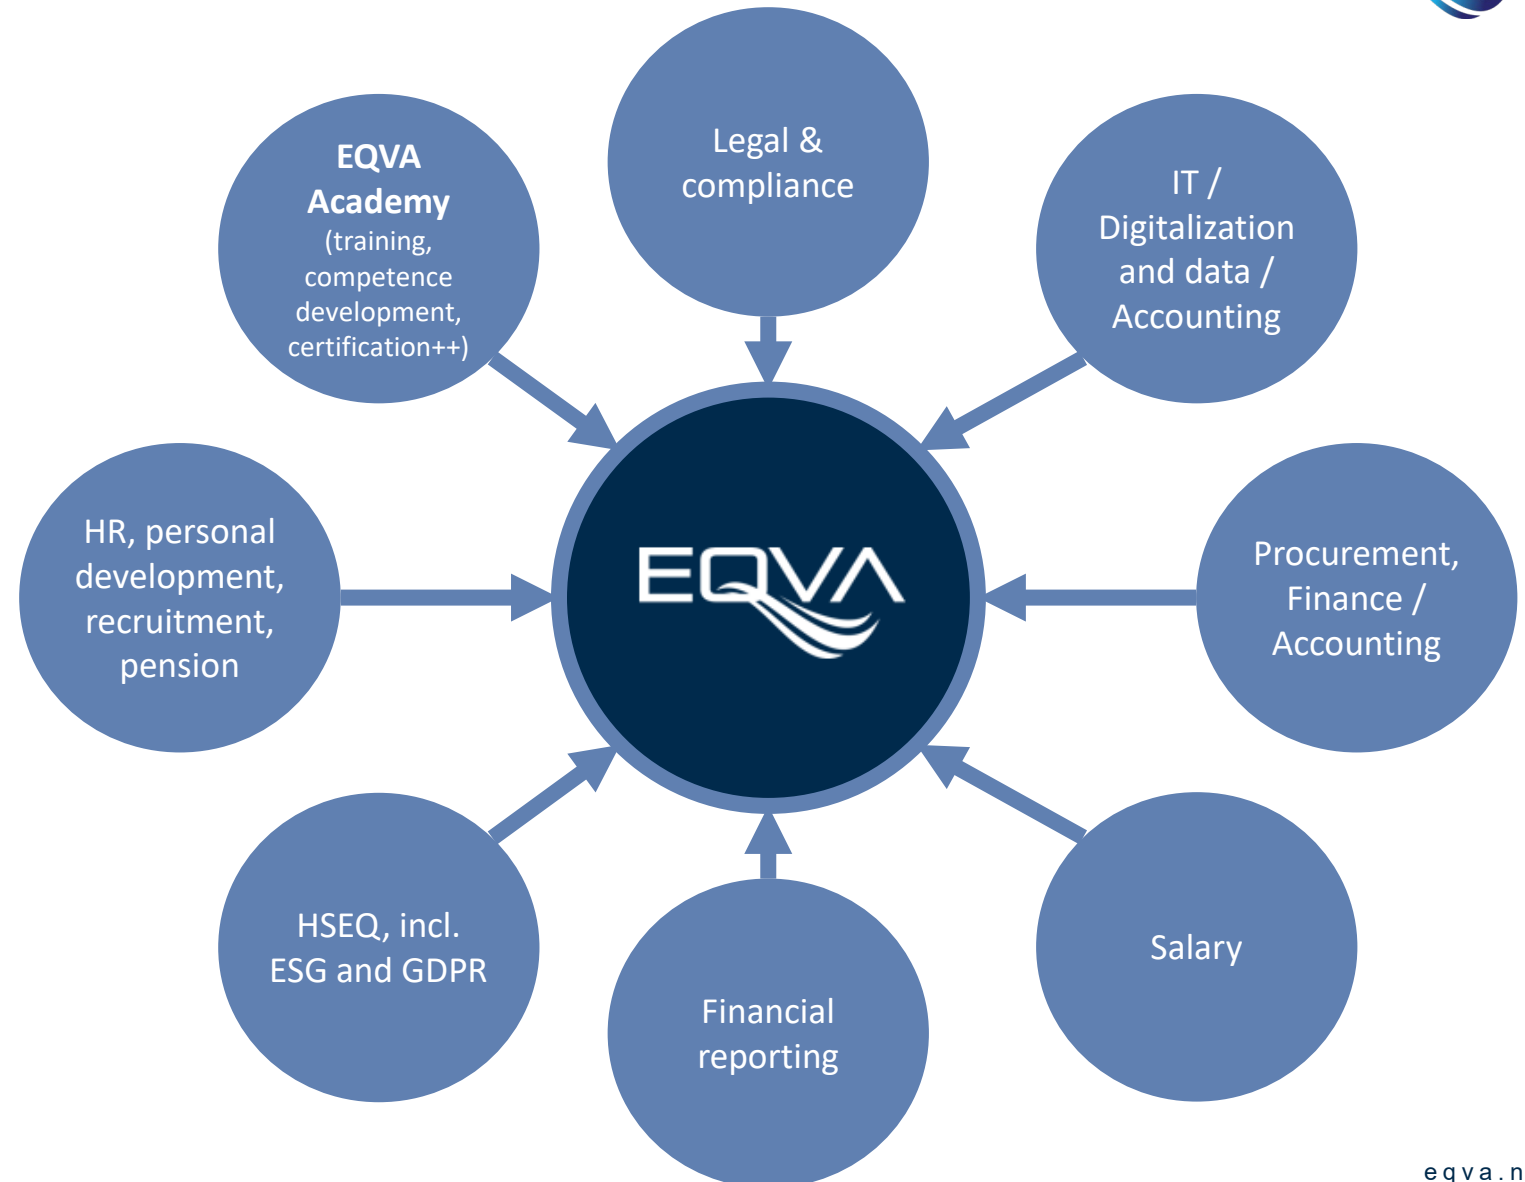 Legal &
compliance
EQVA
Academy
(training,
competence
development,
certification++)
IT /
Digitalization
and data /
Accounting
HR, personal
development,
recruitment,
pension
EQVA
Procurement,
Finance /
Accounting
HSEQ, incl.
ESG and GDPR
Salary
Financial
reporting
eqva.n